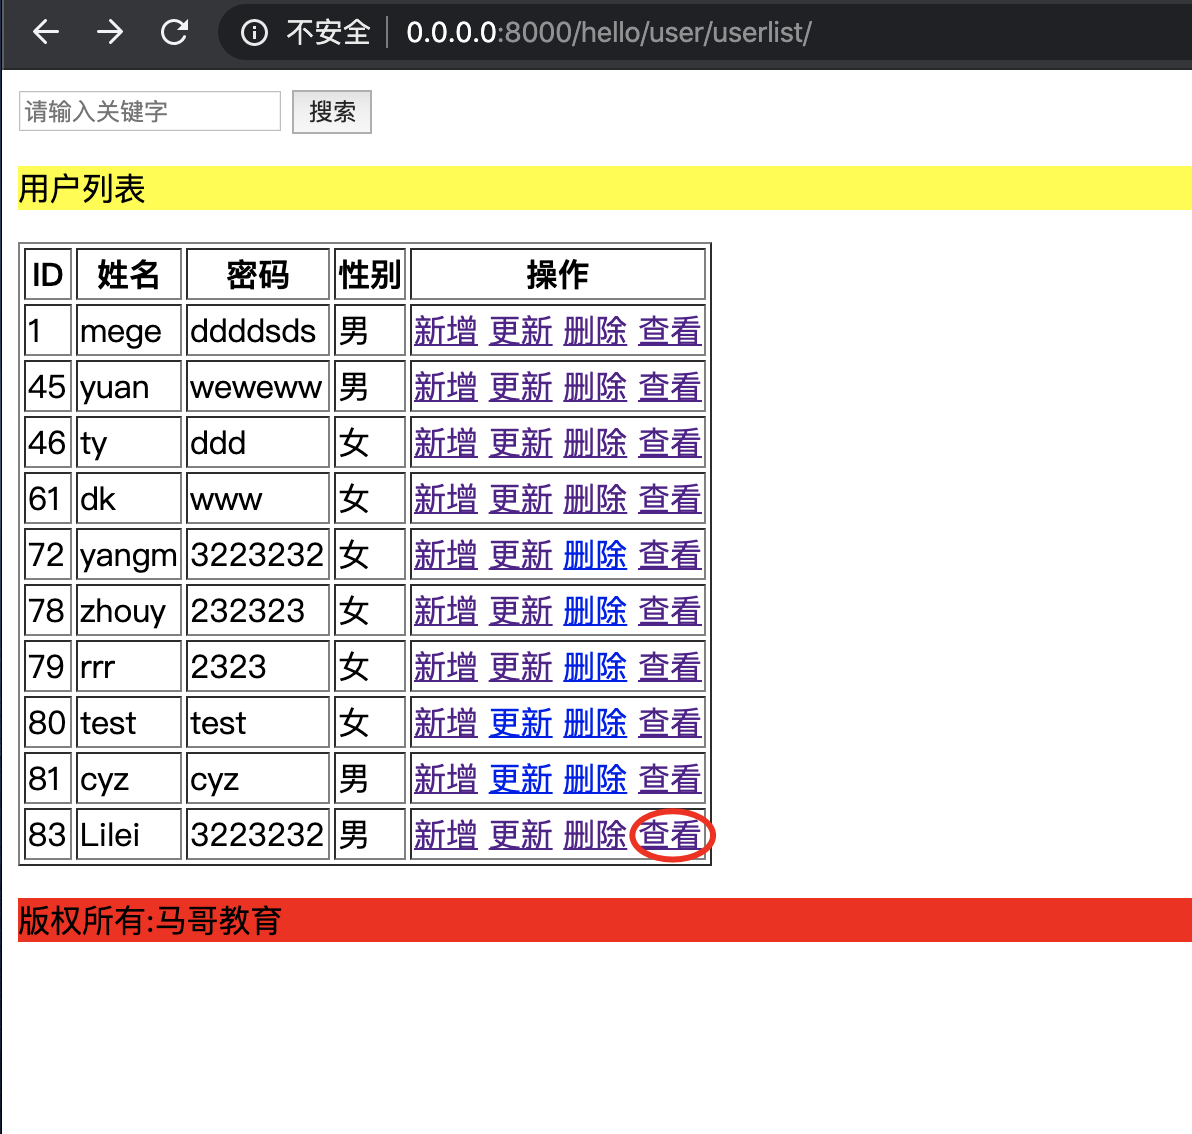 不安全 0.0.0.0:8000/hello/user/userlist/
请输入关键字 搜索
用户列表
ID 姓名 密码 性别 操作
1 mege ddddsds 男 新增 更新 删除 查看
45 yuan weweww 男 新增 更新 删除 查看
46 ty ddd 女 新增 更新 删除 查看
61 dk www 女 新增 更新 删除 查看
72 yangm 3223232 女 新增 更新 删除 查看
78 zhouy 232323 女 新增 更新 删除 查看
79 rrr 2323 女 新增 更新 删除 查看
80 test test 女 新增 更新 删除 查看
81 cyz cyz 男 新增 更新 删除 查看
83 Lilei 3223232 男 新增 更新 删除 查看
版权所有:马哥教育